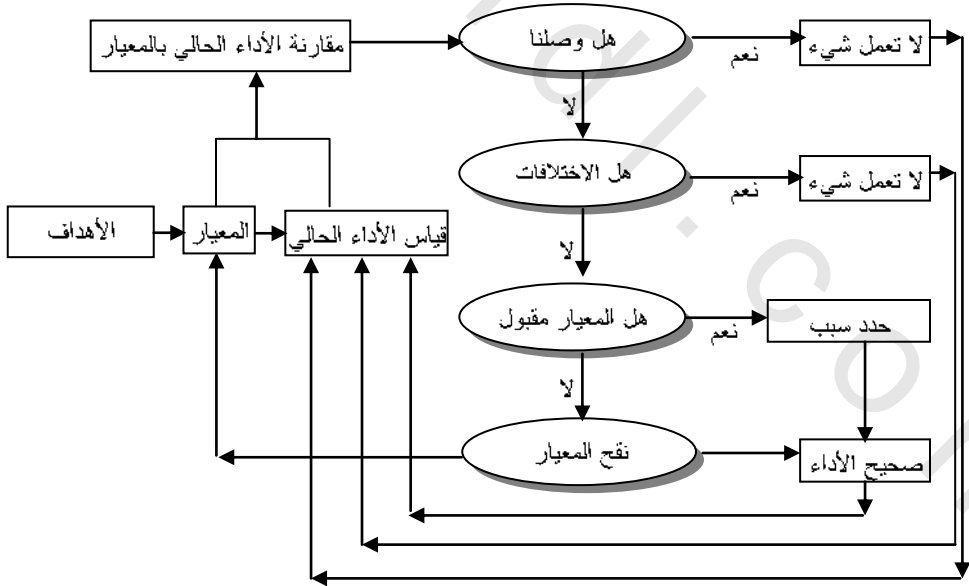 هل وصلنا
لا تعمل شيء
مقارنة الأداء الحالي بالمعيار
نعم
لا
هل الاختلافات
لا تعمل شيء
نعم
الأهداف
المعيار
قياس الأداء الحالي
لا
هل المعيار مقبول
حدد سبب
نعم
لا
نقح المعيار
صحيح الأداء